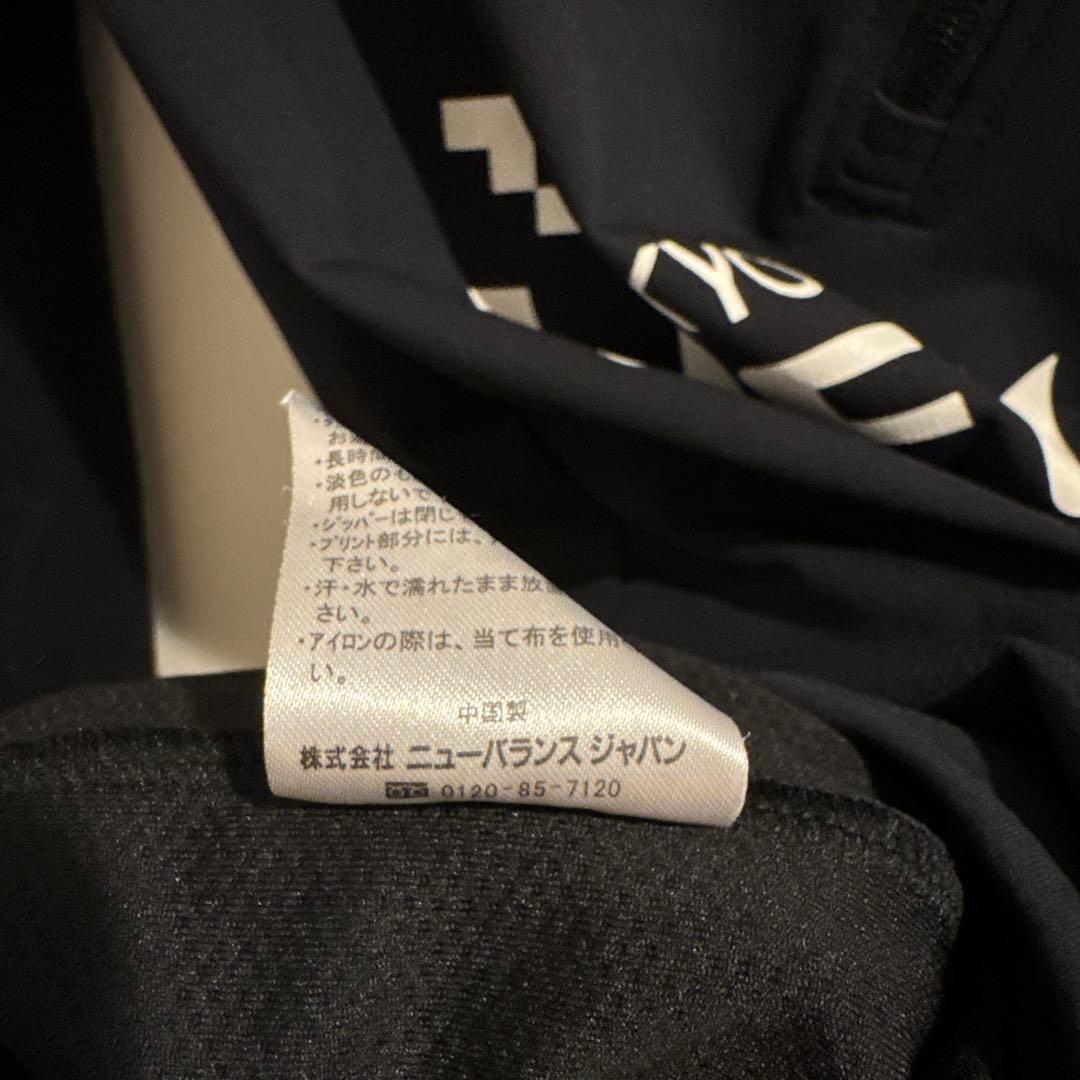 お
・長時
・淡色の
用しないで
・ジッパーは閉じ
・プリント部分には、
下さい。
・汗・水で濡れたまま放
さい。
・アイロンの際は、当て布を使用
い。
中国製
株式会社 ニューバランス ジャパン
0120-85-7120